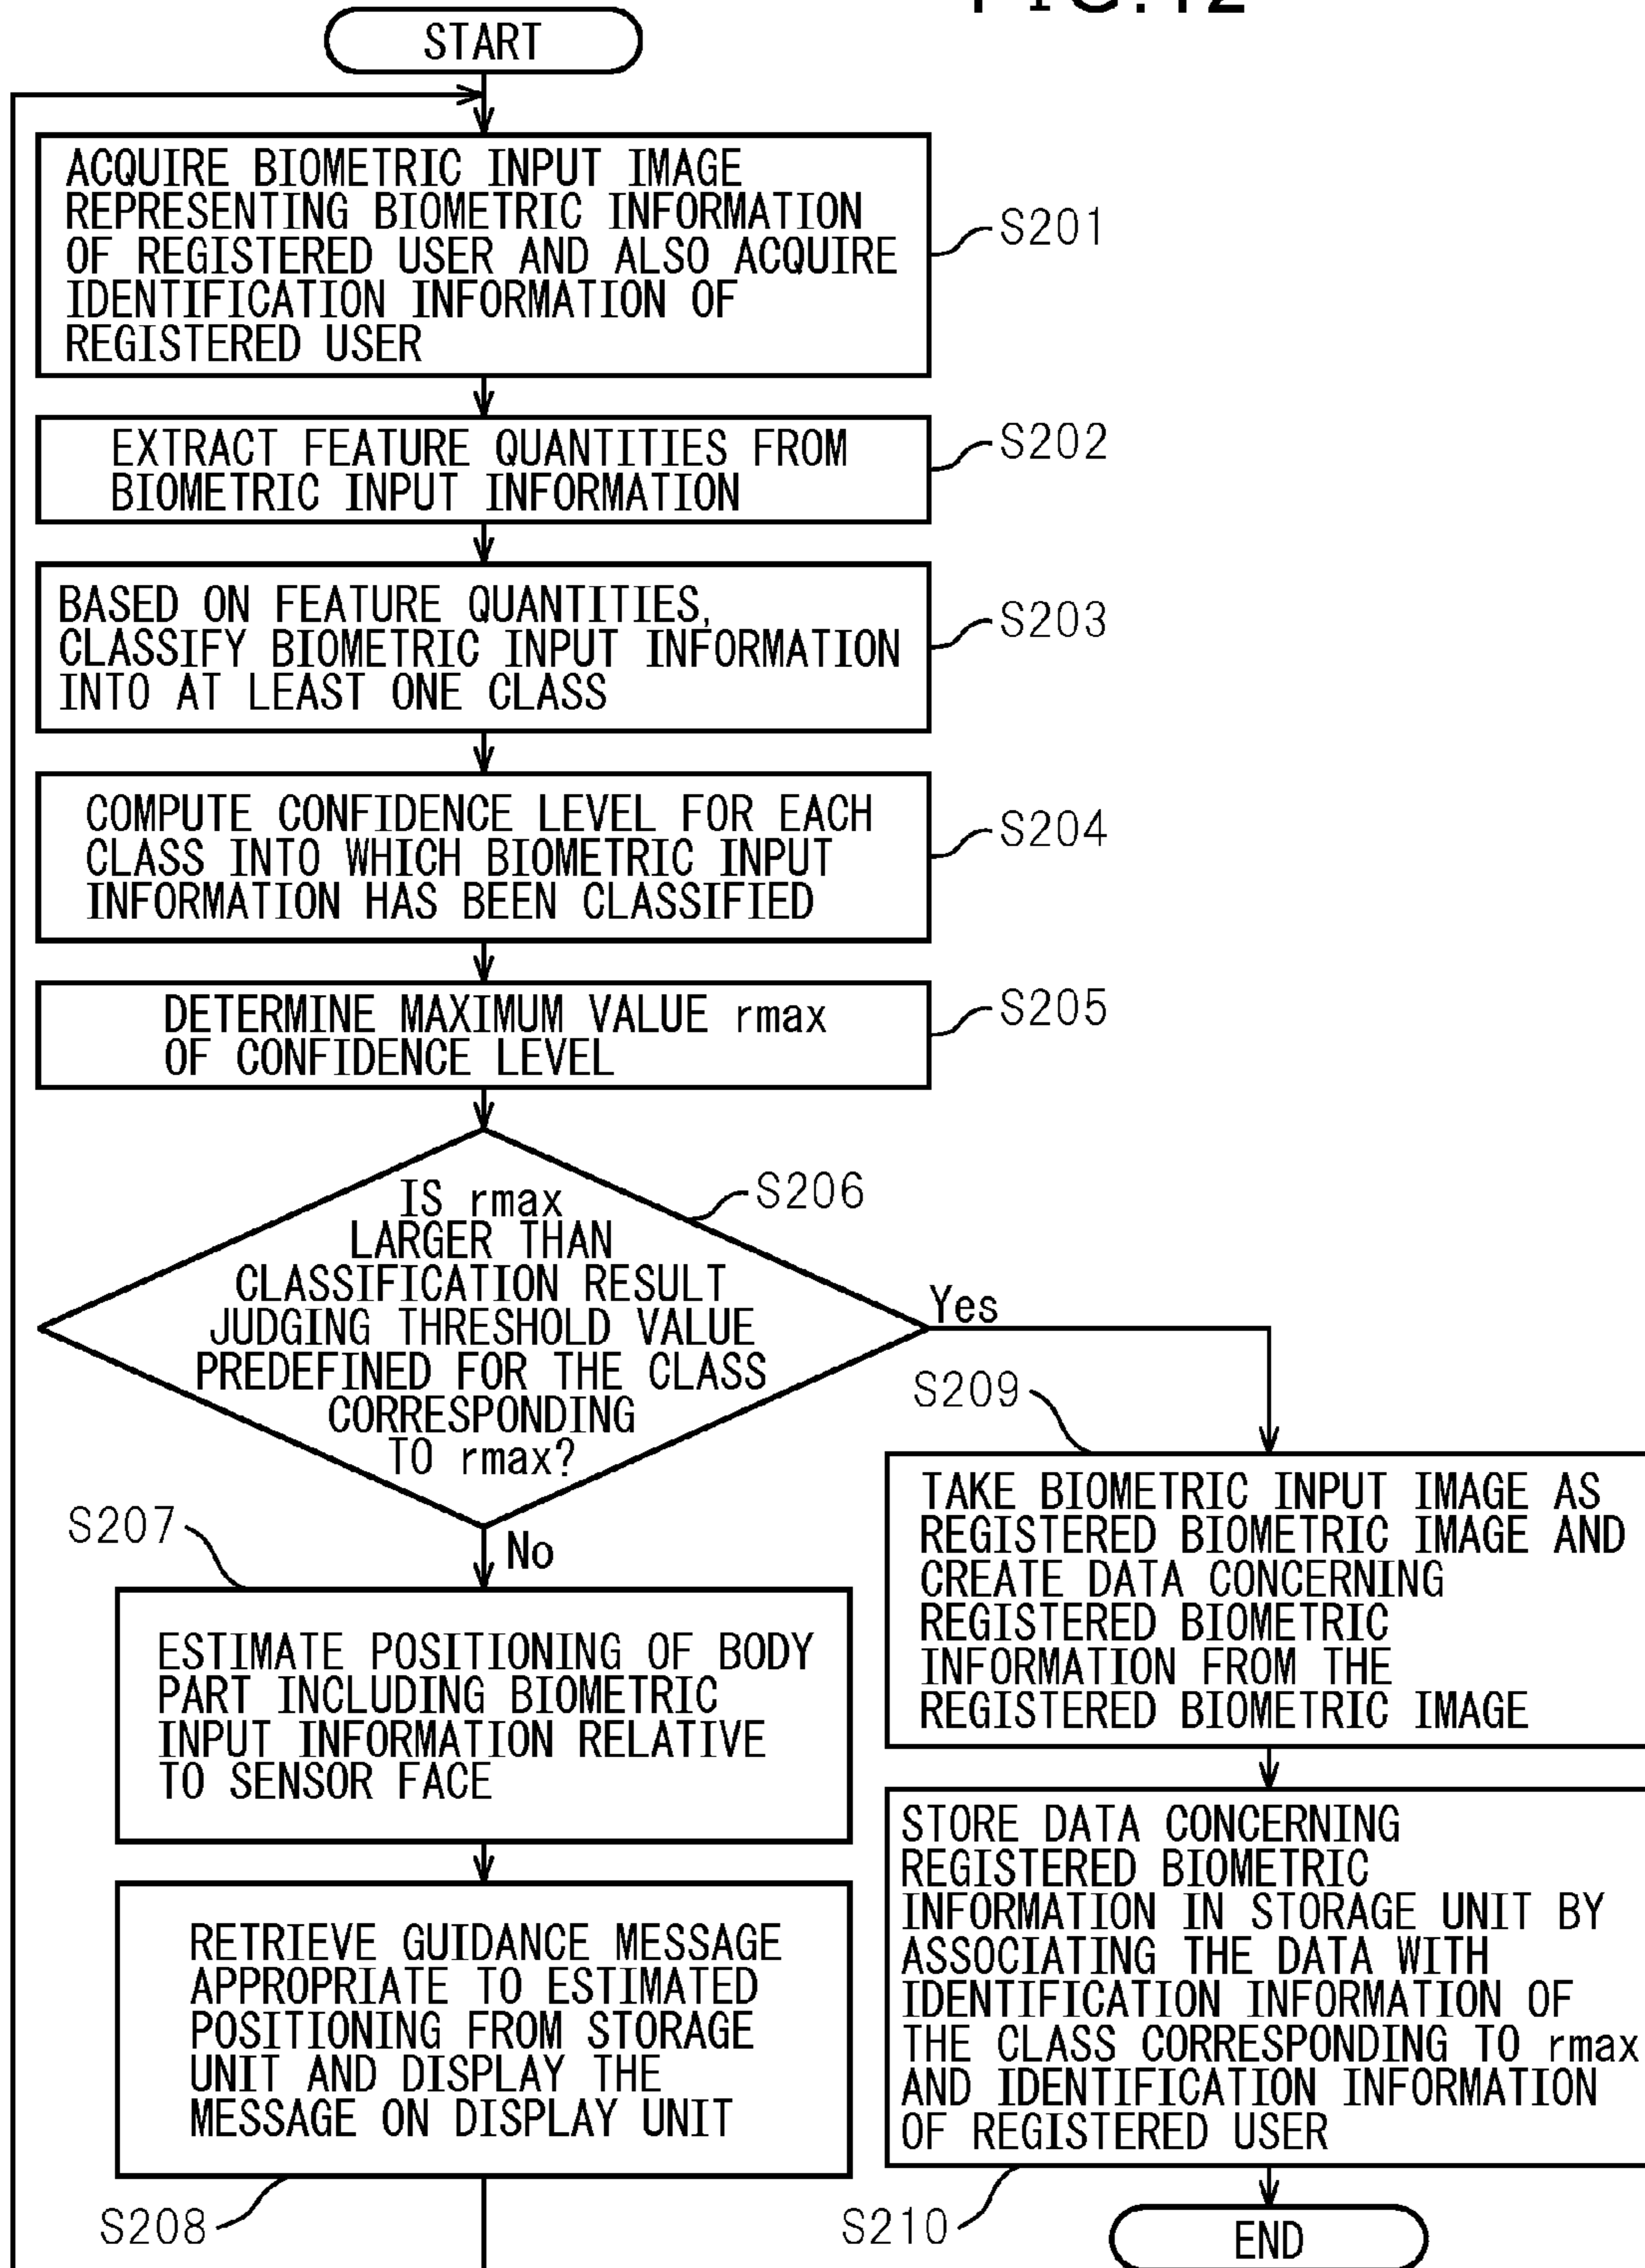 FIG.12
START
ACQUIRE BIOMETRIC INPUT IMAGE
REPRESENTING BIOMETRIC INFORMATION
OF REGISTERED USER AND ALSO ACQUIRE
IDENTIFICATION INFORMATION OF
REGISTERED USER
S201
EXTRACT FEATURE QUANTITIES FROM
BIOMETRIC INPUT INFORMATION
S202
BASED ON FEATURE QUANTITIES,
CLASSIFY BIOMETRIC INPUT INFORMATION
INTO AT LEAST ONE CLASS
S203
COMPUTE CONFIDENCE LEVEL FOR EACH
CLASS INTO WHICH BIOMETRIC INPUT
INFORMATION HAS BEEN CLASSIFIED
S204
DETERMINE MAXIMUM VALUE rmax
OF CONFIDENCE LEVEL
S205
IS rmax
LARGER THAN
CLASSIFICATION RESULT
JUDGING THRESHOLD VALUE
PREDEFINED FOR THE CLASS
CORRESPONDING
TO rmax?
S206
Yes
No
S207
ESTIMATE POSITIONING OF BODY
PART INCLUDING BIOMETRIC
INPUT INFORMATION RELATIVE
TO SENSOR FACE
RETRIEVE GUIDANCE MESSAGE
APPROPRIATE TO ESTIMATED
POSITIONING FROM STORAGE
UNIT AND DISPLAY THE
MESSAGE ON DISPLAY UNIT
S208
S209
TAKE BIOMETRIC INPUT IMAGE AS
REGISTERED BIOMETRIC IMAGE AND
CREATE DATA CONCERNING
REGISTERED BIOMETRIC
INFORMATION FROM THE
REGISTERED BIOMETRIC IMAGE
STORE DATA CONCERNING
REGISTERED BIOMETRIC
INFORMATION IN STORAGE UNIT BY
ASSOCIATING THE DATA WITH
IDENTIFICATION INFORMATION OF
THE CLASS CORRESPONDING TO rmax
AND IDENTIFICATION INFORMATION
OF REGISTERED USER
S210
END